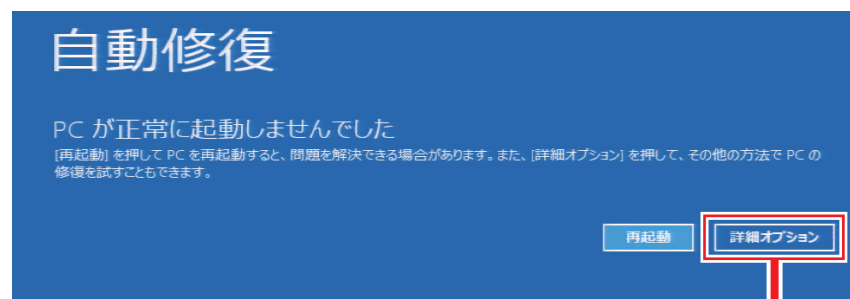 自動修復
PC が正常に起動しませんでした
[再起動] を押して PC を再起動すると、問題を解決できる場合があります。また、[詳細オプション] を押して、その他の方法で PC の
修復を試すこともできます。
再起動 詳細オプション